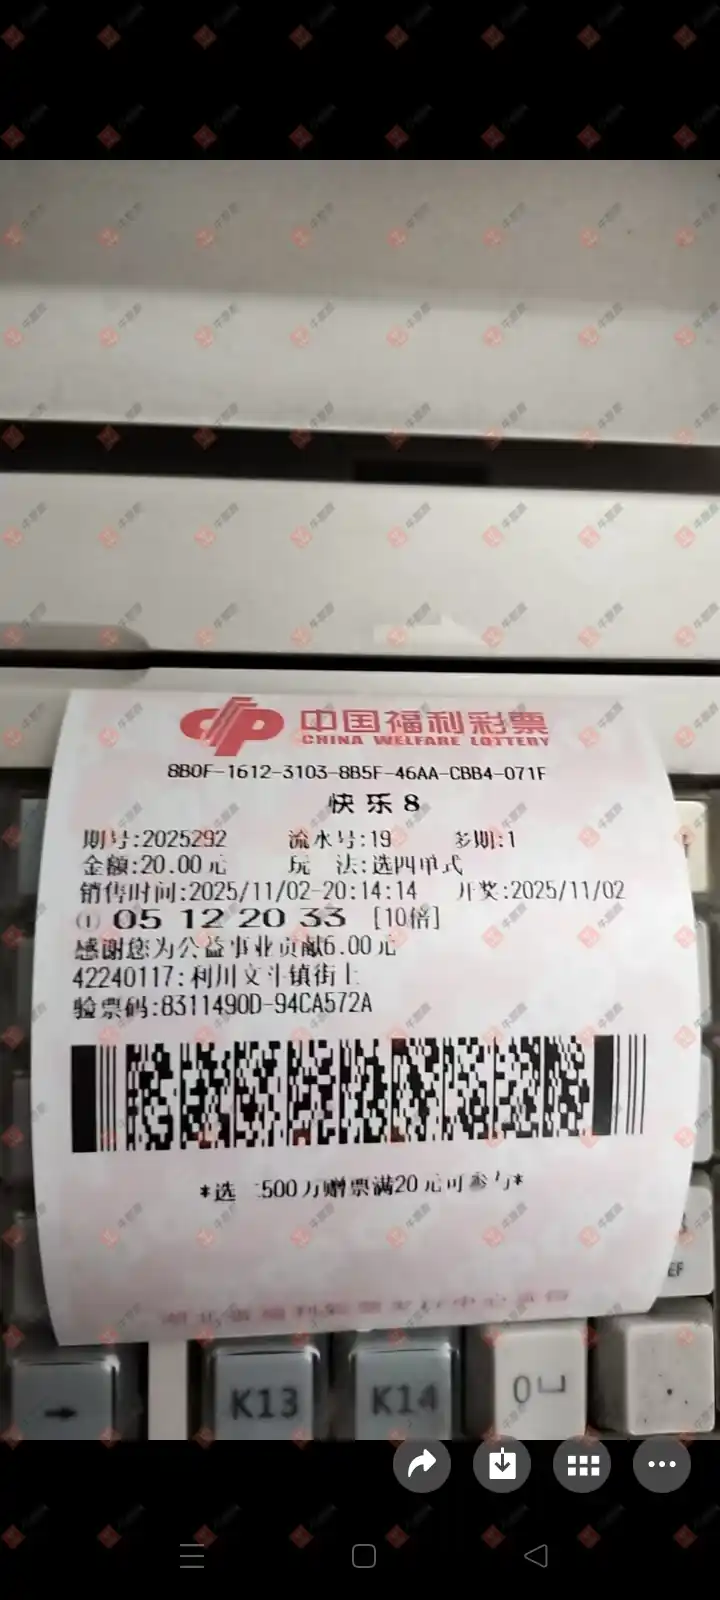 中国福利彩票
CHINA WELFARE LOTTERY
8B0F-1612-3103-8B5F-46AA-CBB4-071F
快乐8
期号:2025292 流水号:19 多期:1
金额:20.00元 玩 法:选四单式
销售时间:2025/11/02-20:14:14 开奖:2025/11/02
① 05 12 20 33 [10倍]
感谢您为公益事业贡献6.00元
42240117:利川文斗镇街上
验票码:8311490D-94CA572A
*选三500万赠票满20元可参与*
K13
K14
0
EF